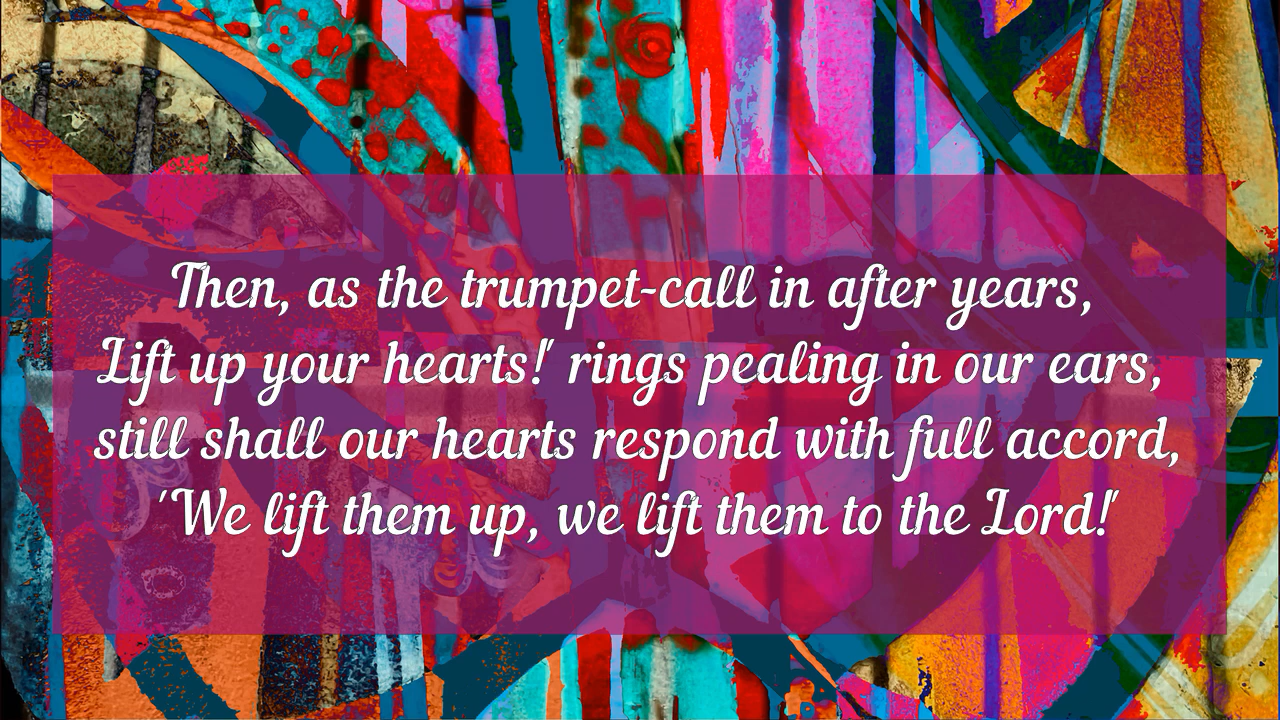 Then, as the trumpet-call in after years,
Lift up your hearts!' rings pealing in our ears,
still shall our hearts respond with full accord,
'We lift them up, we lift them to the Lord!'